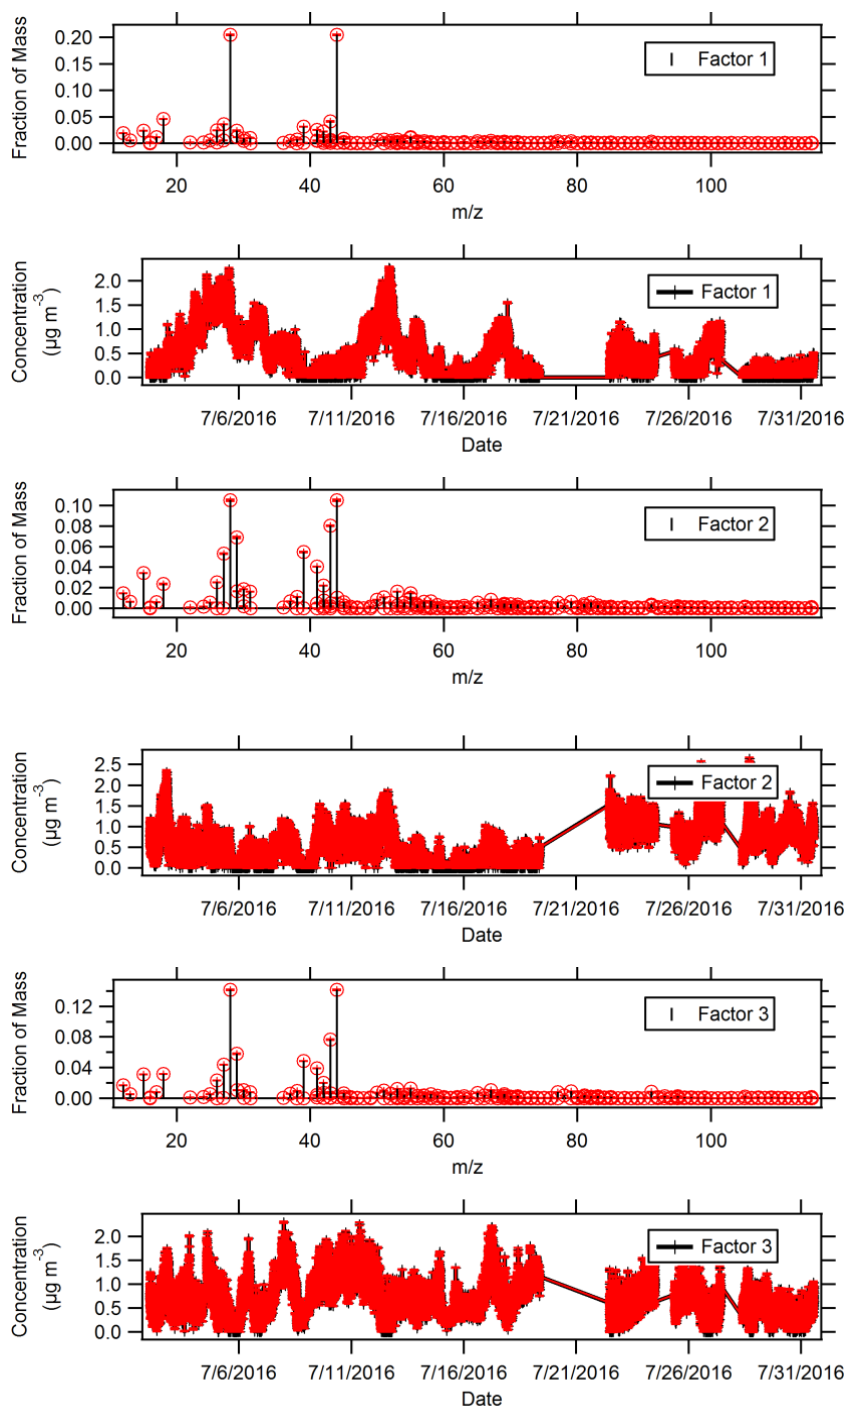 Fraction of Mass
0.20
0.15
0.10
0.05
0.00
Factor 1
20 40 60 80 100
m/z
Concentration
(µg m⁻³)
2.0
1.5
1.0
0.5
0.0
Factor 1
7/6/2016 7/11/2016 7/16/2016 7/21/2016 7/26/2016 7/31/2016
Date
Fraction of Mass
0.10
0.08
0.06
0.04
0.02
0.00
Factor 2
20 40 60 80 100
m/z
Concentration
(µg m⁻³)
2.5
2.0
1.5
1.0
0.5
0.0
Factor 2
7/6/2016 7/11/2016 7/16/2016 7/21/2016 7/26/2016 7/31/2016
Date
Fraction of Mass
0.12
0.08
0.04
0.00
Factor 3
20 40 60 80 100
m/z
Concentration
(µg m⁻³)
2.0
1.5
1.0
0.5
0.0
Factor 3
7/6/2016 7/11/2016 7/16/2016 7/21/2016 7/26/2016 7/31/2016
Date